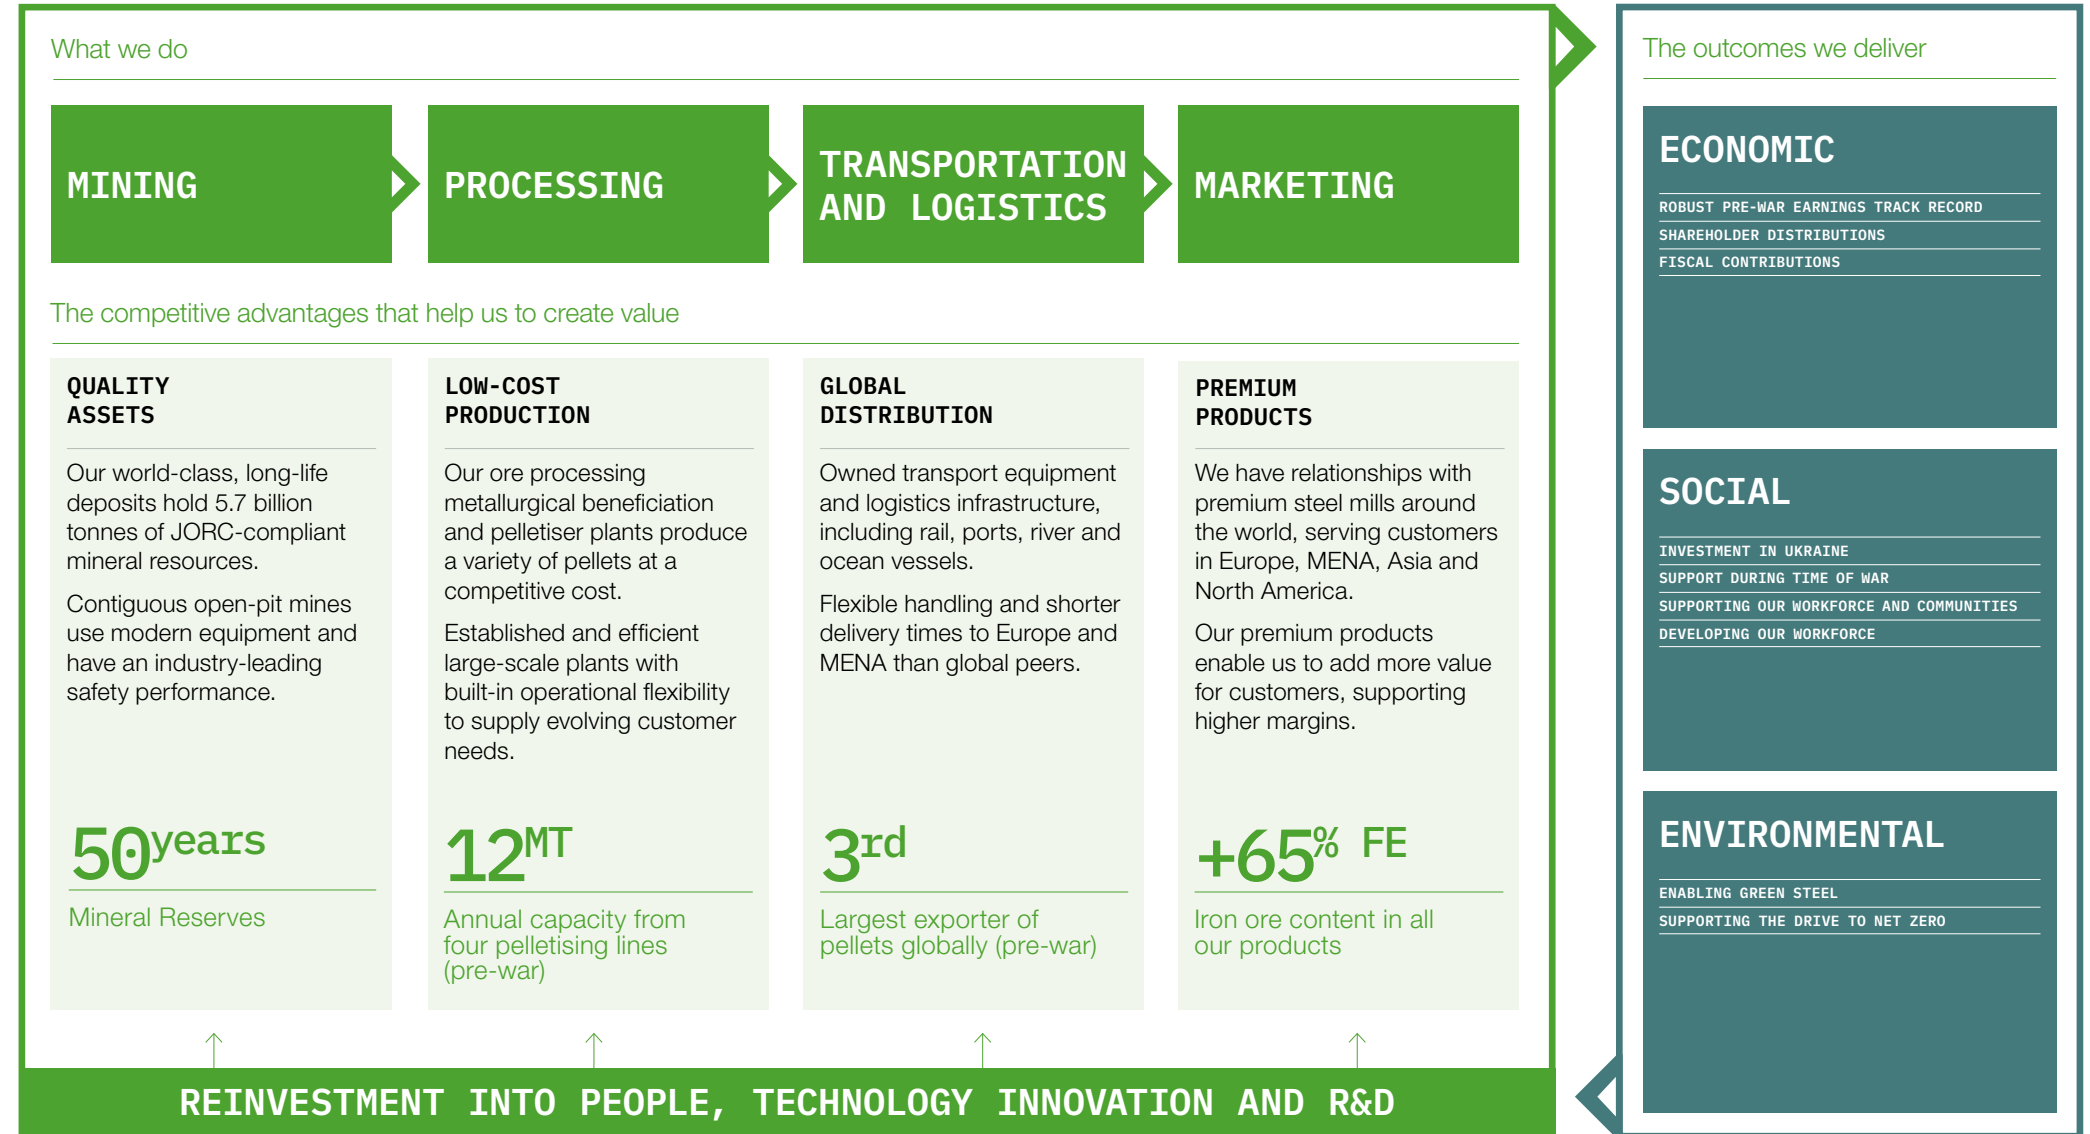 What we do
MINING
PROCESSING
TRANSPORTATION
AND LOGISTICS
MARKETING
The competitive advantages that help us to create value
QUALITY
ASSETS
Our world-class, long-life
deposits hold 5.7 billion
tonnes of JORC-compliant
mineral resources.
Contiguous open-pit mines
use modern equipment and
have an industry-leading
safety performance.
50years
Mineral Reserves
LOW-COST
PRODUCTION
Our ore processing
metallurgical beneficiation
and pelletiser plants produce
a variety of pellets at a
competitive cost.
Established and efficient
large-scale plants with
built-in operational flexibility
to supply evolving customer
needs.
12MT
Annual capacity from
four pelletising lines
(pre-war)
GLOBAL
DISTRIBUTION
Owned transport equipment
and logistics infrastructure,
including rail, ports, river and
ocean vessels.
Flexible handling and shorter
delivery times to Europe and
MENA than global peers.
3rd
Largest exporter of
pellets globally (pre-war)
PREMIUM
PRODUCTS
We have relationships with
premium steel mills around
the world, serving customers
in Europe, MENA, Asia and
North America.
Our premium products
enable us to add more value
for customers, supporting
higher margins.
+65% FE
Iron ore content in all
our products
REINVESTMENT INTO PEOPLE, TECHNOLOGY INNOVATION AND R&D
The outcomes we deliver
ECONOMIC
ROBUST PRE-WAR EARNINGS TRACK RECORD
SHAREHOLDER DISTRIBUTIONS
FISCAL CONTRIBUTIONS
SOCIAL
INVESTMENT IN UKRAINE
SUPPORT DURING TIME OF WAR
SUPPORTING OUR WORKFORCE AND COMMUNITIES
DEVELOPING OUR WORKFORCE
ENVIRONMENTAL
ENABLING GREEN STEEL
SUPPORTING THE DRIVE TO NET ZERO